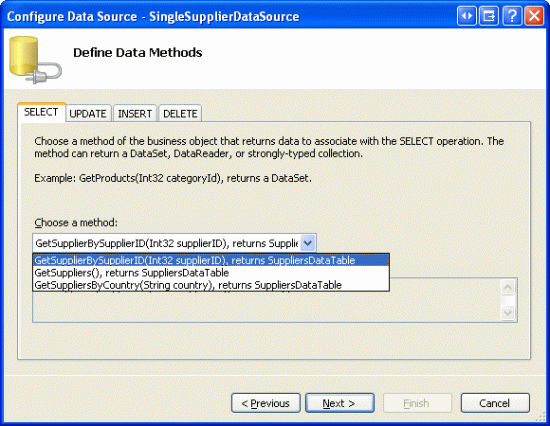 Configure Data Source - SingleSupplierDataSource
Define Data Methods
SELECT UPDATE INSERT DELETE
Choose a method of the business object that returns data to associate with the SELECT operation. The
method can return a DataSet, DataReader, or strongly-typed collection.
Example: GetProducts(Int32 categoryId), returns a DataSet.
Choose a method:
GetSupplierBySupplierID(Int32 supplierID), returns Supplie
GetSupplierBySupplierID(Int32 supplierID), returns SuppliersDataTable
GetSuppliers(), returns SuppliersDataTable
GetSuppliersByCountry(String country), returns SuppliersDataTable
< Previous Next > Finish Cancel